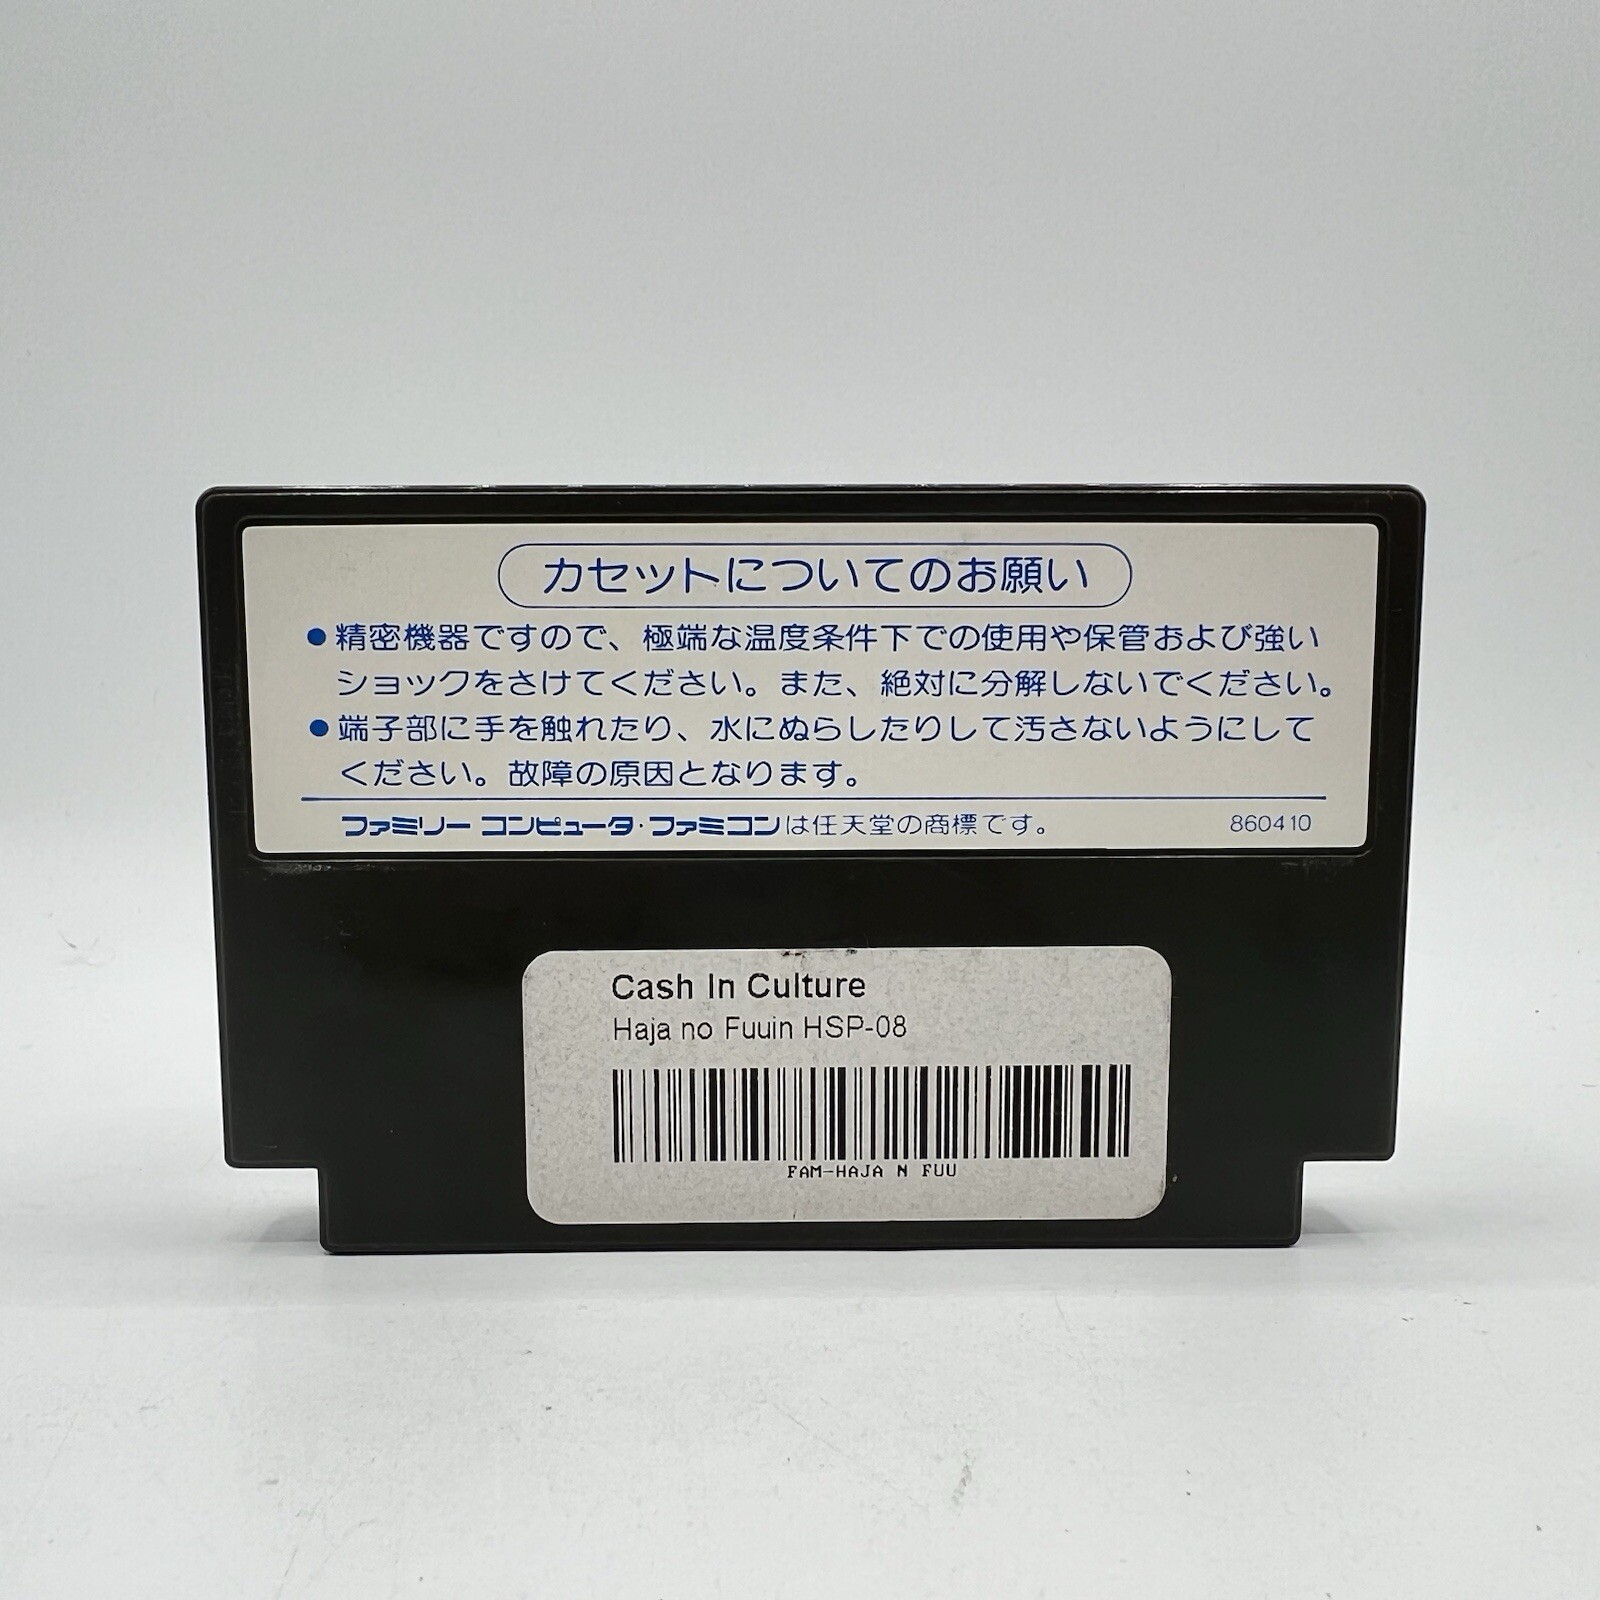 カセットについてのお願い
●精密機器ですので、極端な温度条件下での使用や保管および強い
ショックをさけてください。また、絶対に分解しないでください。
●端子部に手を触れたり、水にぬらしたりして汚さないようにして
ください。故障の原因となります。
ファミリー コンピュータ・ファミコンは任天堂の商標です。 860410
Cash In Culture
Haja no Fuuin HSP-08
FAM-HAJA N FUU